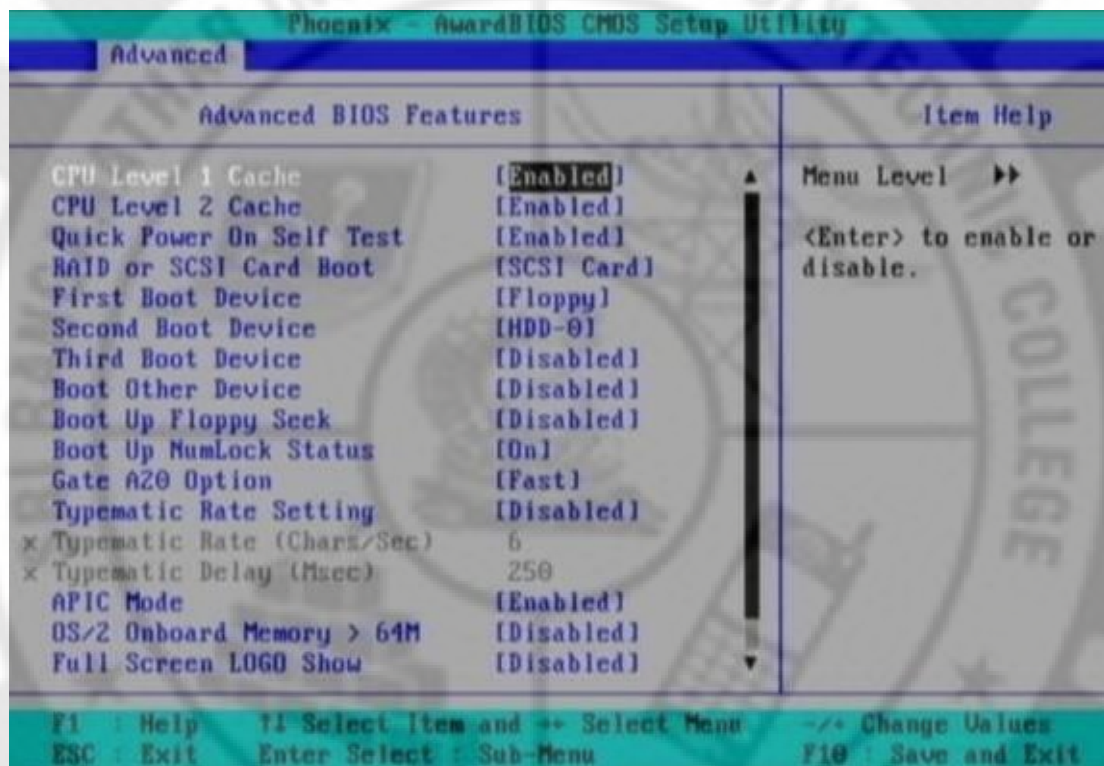 Phoenix - AwardBIOS CMOS Setup Utility
Advanced
Advanced BIOS Features
Item Help
CPU Level 1 Cache [Enabled]
CPU Level 2 Cache [Enabled]
Quick Power On Self Test [Enabled]
RAID or SCSI Card Boot [SCSI Card]
First Boot Device [Floppy]
Second Boot Device [HDD-0]
Third Boot Device [Disabled]
Boot Other Device [Disabled]
Boot Up Floppy Seek [Disabled]
Boot Up NumLock Status [On]
Gate A20 Option [Fast]
Typematic Rate Setting [Disabled]
x Typematic Rate (Chars/Sec) 6
x Typematic Delay (Msec) 250
APIC Mode [Enabled]
OS/2 Onboard Memory > 64M [Disabled]
Full Screen LOGO Show [Disabled]
Menu Level ▸▸
<Enter> to enable or
disable.
F1 : Help ↑↓ Select Item and ↔ Select Menu -/+ Change Values
ESC : Exit Enter Select : Sub-Menu F10 : Save and Exit
COLLEGE